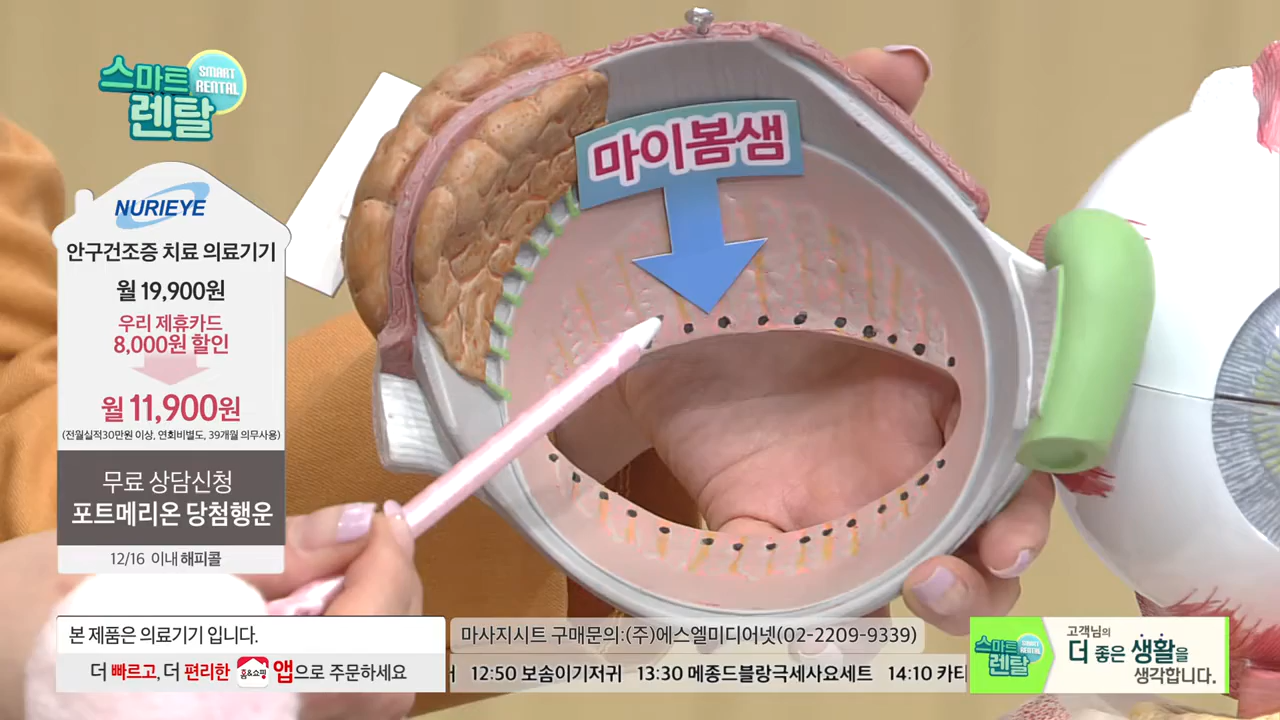 스마트
렌탈
SMART
RENTAL
NURIEYE
안구건조증 치료 의료기기
월 19,900원
우리 제휴카드
8,000원 할인
월 11,900원
(전월실적30만원 이상, 연회비별도, 39개월 의무사용)
무료 상담신청
포트메리온 당첨행운
12/16 이내 해피콜
마이봄샘
본 제품은 의료기기 입니다.
더 빠르고, 더 편리한 홈&쇼핑 앱으로 주문하세요
마사지시트 구매문의:(주)에스엘미디어넷(02-2209-9339)
12:50 보솜이기저귀 13:30 메종드블랑극세사요세트 14:10 카티
스마트
렌탈
SMART
RENTAL
고객님의
더 좋은 생활을
생각합니다.